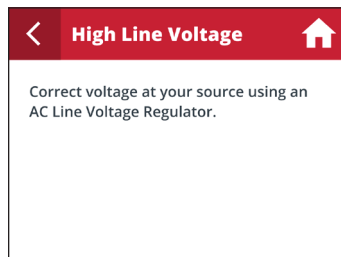 High Line Voltage
Correct voltage at your source using an
AC Line Voltage Regulator.